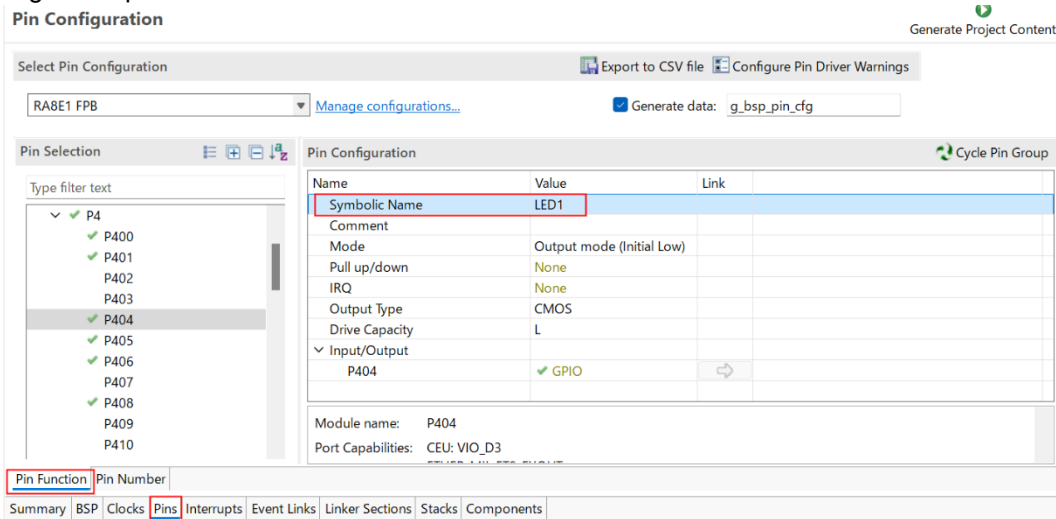 Pin Configuration
Generate Project Content
Select Pin Configuration
Export to CSV file
Configure Pin Driver Warnings
RA8E1 FPB
Manage configurations...
Generate data:
g_bsp_pin_cfg
Pin Selection
Pin Configuration
Cycle Pin Group
Type filter text
P4
P400
P401
P402
P403
P404
P405
P406
P407
P408
P409
P410
Name Value Link
Symbolic Name LED1
Comment
Mode Output mode (Initial Low)
Pull up/down None
IRQ None
Output Type CMOS
Drive Capacity L
Input/Output
P404 GPIO
Module name: P404
Port Capabilities: CEU: VIO_D3
Pin Function Pin Number
Summary BSP Clocks Pins Interrupts Event Links Linker Sections Stacks Components